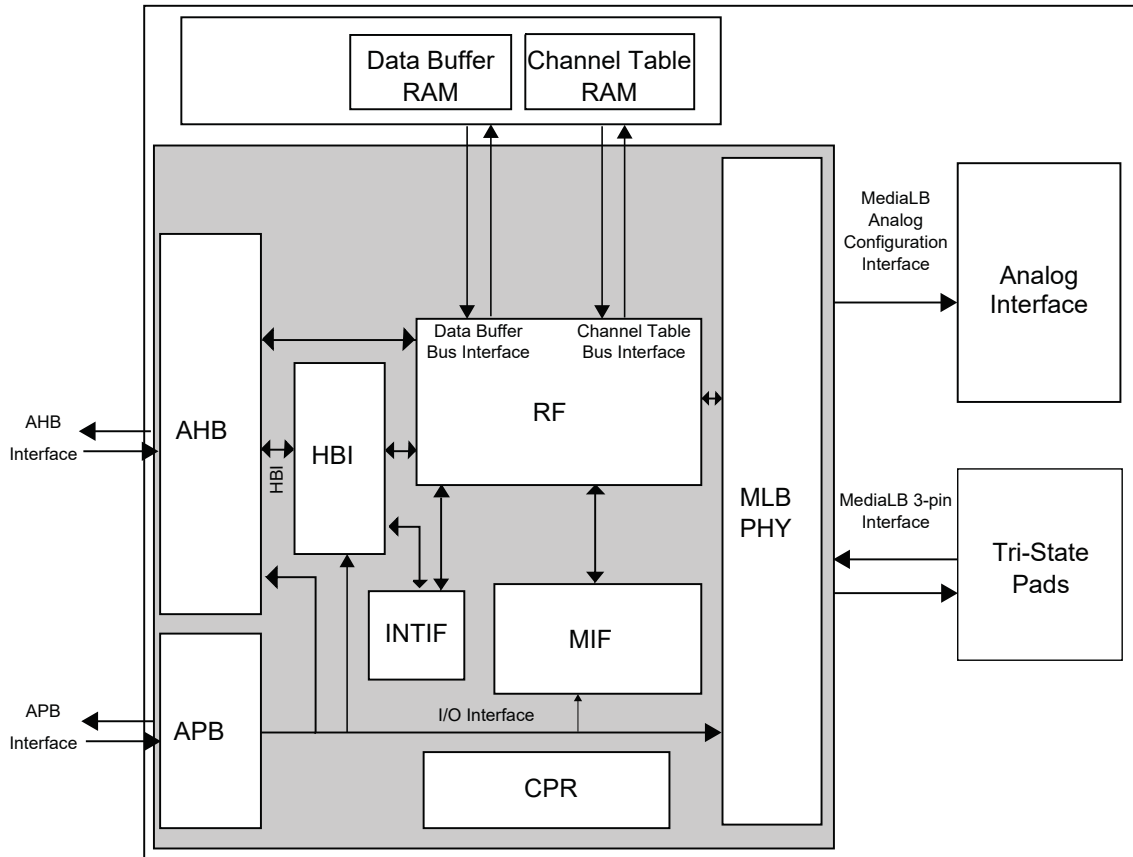 Data Buffer
RAM
Channel Table
RAM
MediaLB
Analog
Configuration
Interface
Analog
Interface
Data Buffer
Bus Interface
Channel Table
Bus Interface
RF
AHB
Interface
AHB
HBI
HBI
MLB
PHY
MediaLB 3-pin
Interface
Tri-State
Pads
INTIF
MIF
APB
Interface
APB
I/O Interface
CPR